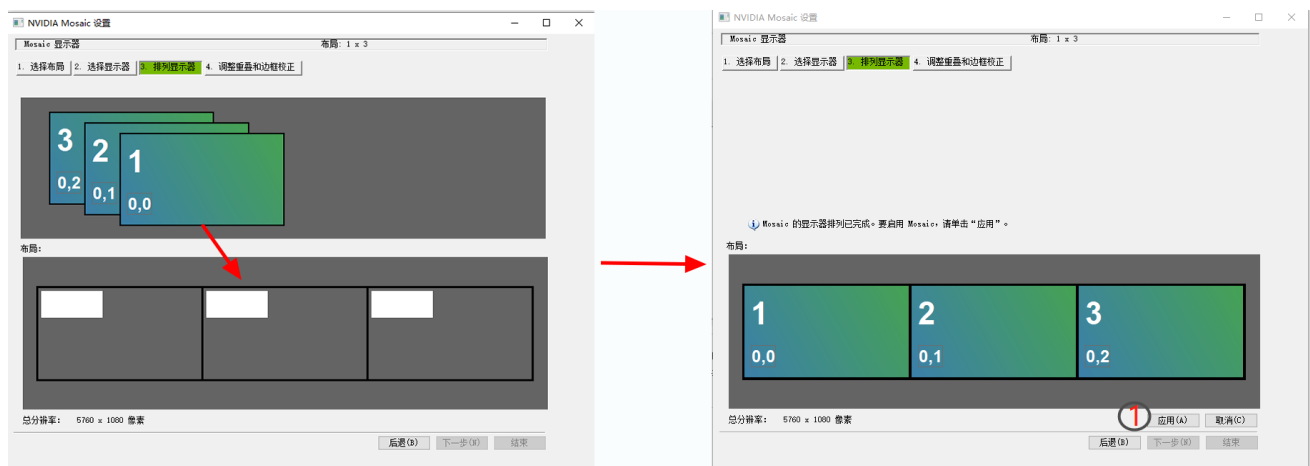 NVIDIA Mosaic 设置
Mosaic 显示器 布局: 1 x 3
1. 选择布局 2. 选择显示器 3. 排列显示器 4. 调整重叠和边框校正
3
0,2
2
0,1
1
0,0
布局:
总分辨率: 5760 x 1080 像素
后退(B) 下一步(N) 结束
NVIDIA Mosaic 设置
Mosaic 显示器 布局: 1 x 3
1. 选择布局 2. 选择显示器 3. 排列显示器 4. 调整重叠和边框校正
Mosaic 的显示器排列已完成。要启用 Mosaic，请单击“应用”。
布局:
1 2 3
0,0 0,1 0,2
总分辨率: 5760 x 1080 像素
1 应用(A) 取消(C)
后退(B) 下一步(N) 结束